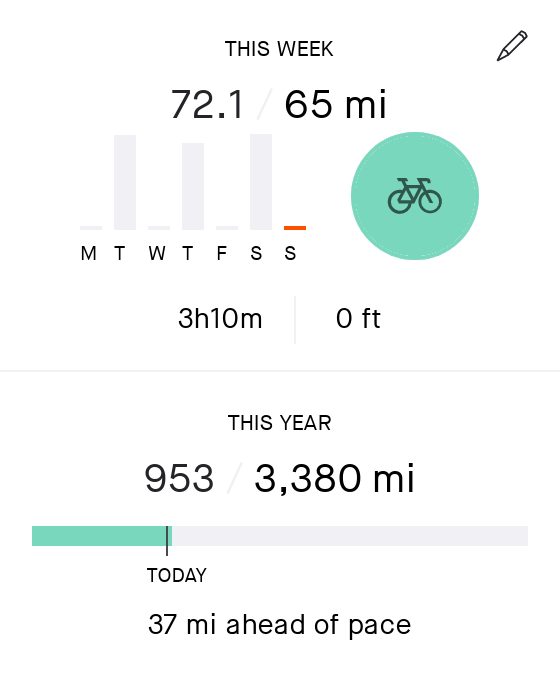 THIS WEEK
72.1 / 65 mi
M T W T F S S
3h10m | 0 ft
THIS YEAR
953 / 3,380 mi
TODAY
37 mi ahead of pace